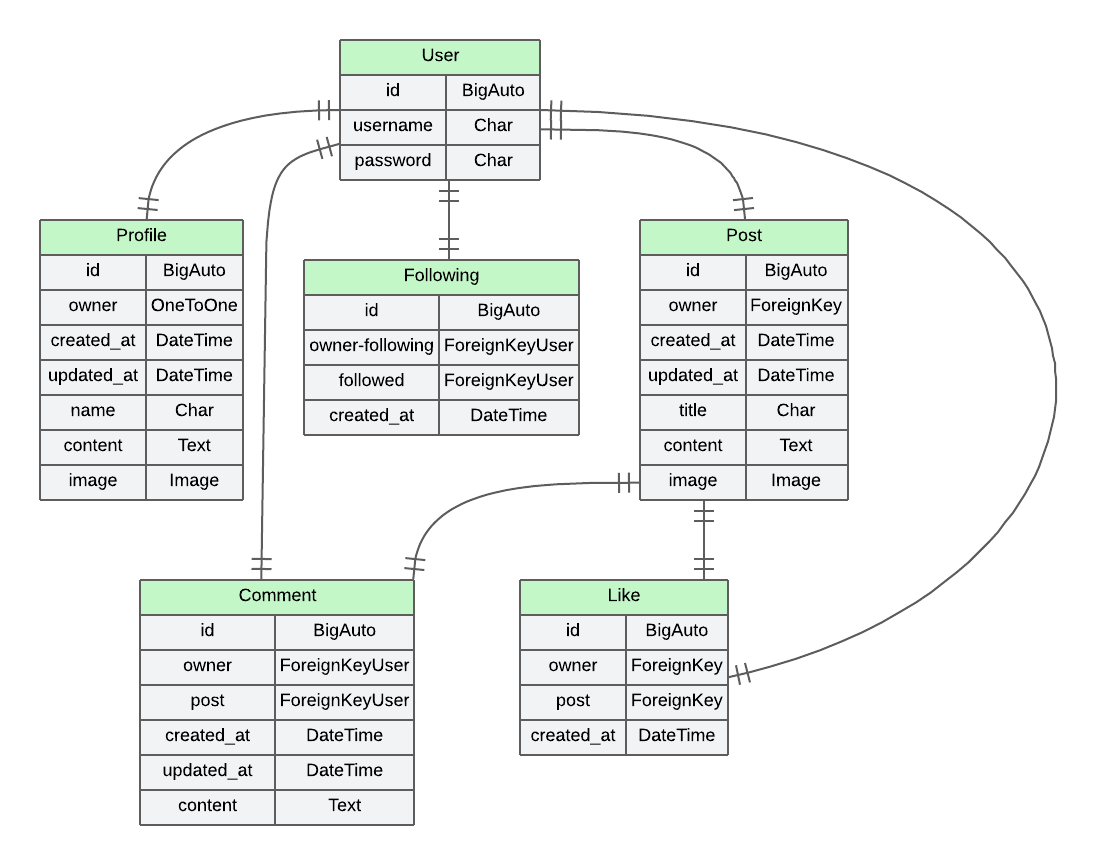 User
id BigAuto
username Char
password Char
Profile
id BigAuto
owner OneToOne
created_at DateTime
updated_at DateTime
name Char
content Text
image Image
Following
id BigAuto
owner-following ForeignKeyUser
followed ForeignKeyUser
created_at DateTime
Post
id BigAuto
owner ForeignKey
created_at DateTime
updated_at DateTime
title Char
content Text
image Image
Comment
id BigAuto
owner ForeignKeyUser
post ForeignKeyUser
created_at DateTime
updated_at DateTime
content Text
Like
id BigAuto
owner ForeignKey
post ForeignKey
created_at DateTime